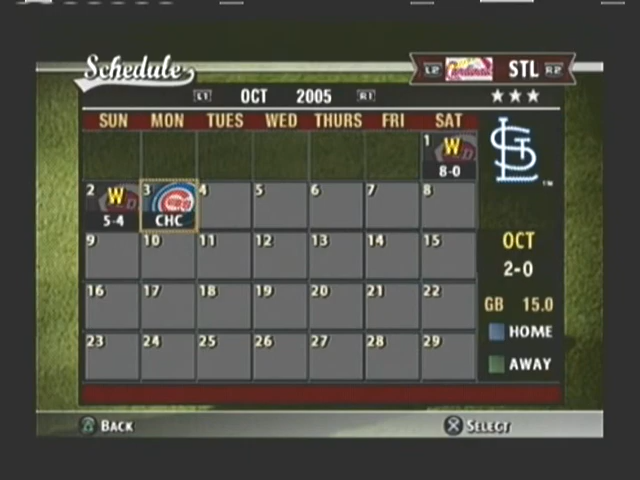 Schedule
L2 Cardinals STL R2
L1 OCT 2005 R1
SUN MON TUES WED THURS FRI SAT
1 W
8-0
2 W 3 4 5 6 7 8
5-4 CHC
9 10 11 12 13 14 15
16 17 18 19 20 21 22
23 24 25 26 27 28 29
STL
TM
OCT
2-0
GB 15.0
HOME
AWAY
BACK
SELECT